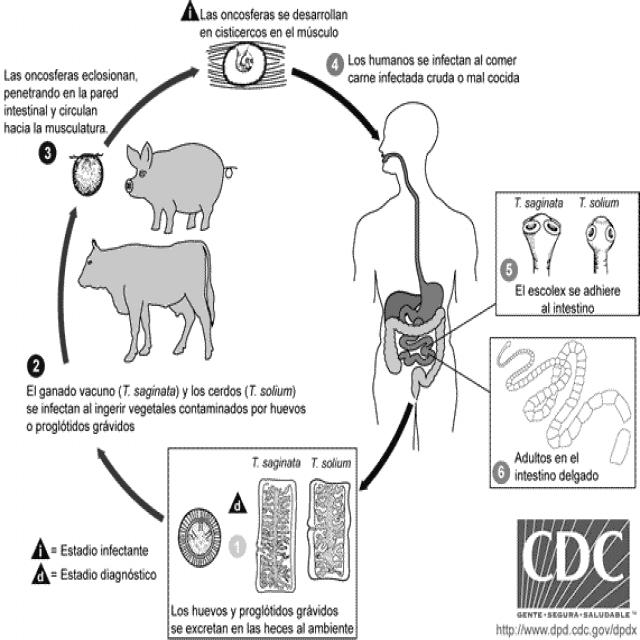 i Las oncosferas se desarrollan
en cisticercos en el músculo
4 Los humanos se infectan al comer
carne infectada cruda o mal cocida
Las oncosferas eclosionan,
penetrando en la pared
intestinal y circulan
hacia la musculatura.
3
T. saginata T. solium
5
El escolex se adhiere
al intestino
2
El ganado vacuno (T. saginata) y los cerdos (T. solium)
se infectan al ingerir vegetales contaminados por huevos
o proglótidos grávidos
Adultos en el
6 intestino delgado
T. saginata T. solium
d
1
Los huevos y proglótidos grávidos
se excretan en las heces al ambiente
i = Estadio infectante
d = Estadio diagnóstico
CDC
GENTE·SEGURA·SALUDABLE™
http://www.dpd.cdc.gov/dpdx